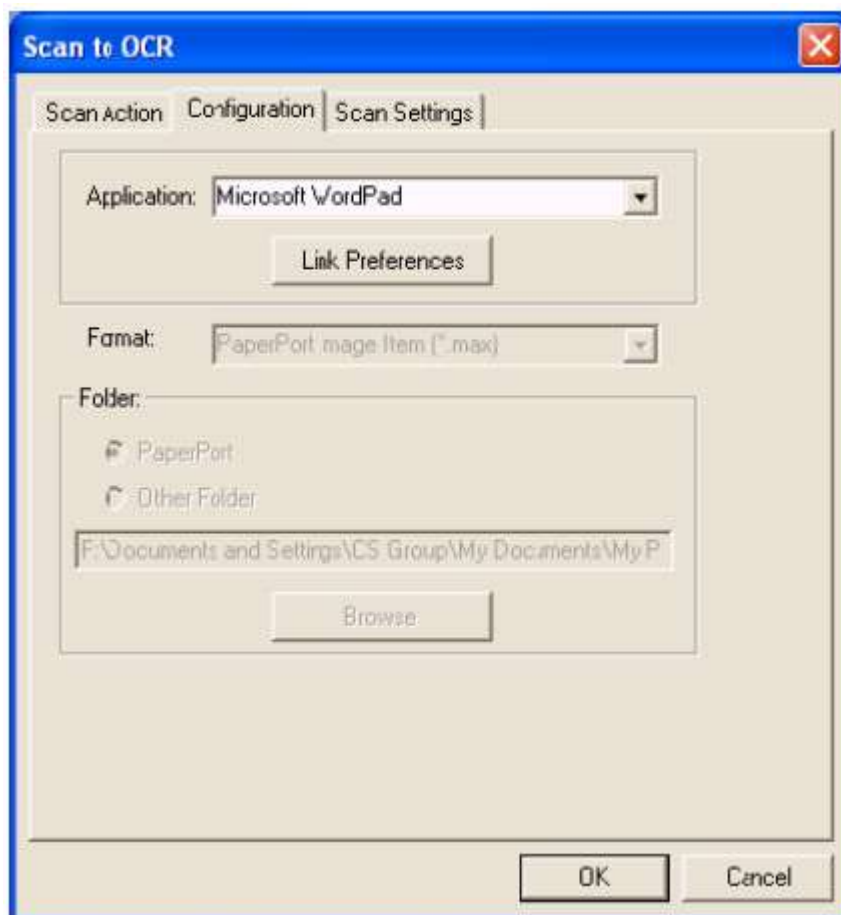 Scan to OCR
Scan Action Configuration Scan Settings
Application: Microsoft WordPad
Link Preferences
Format: PaperPort Image Item (*.max)
Folder:
PaperPort
Other Folder
F:\Documents and Settings\CS Group\My Documents\My P
Browse
OK Cancel